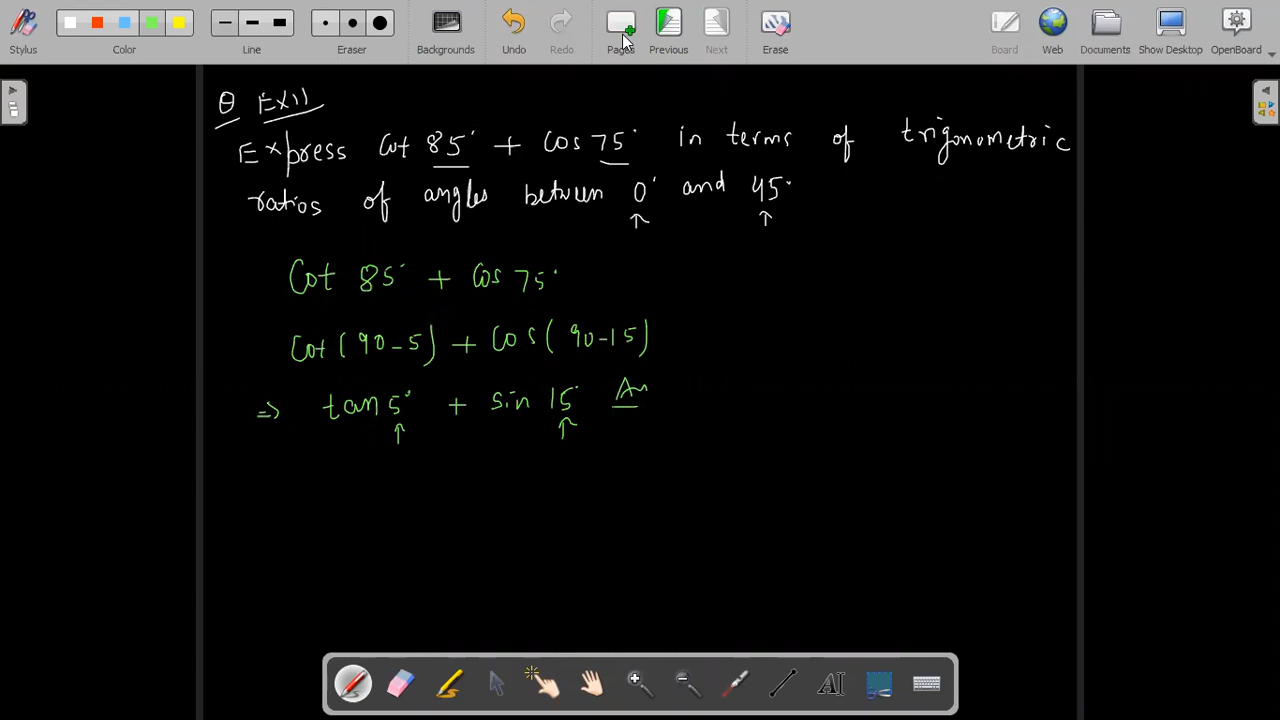 Stylus Color Line Eraser Backgrounds Undo Redo Pages Previous Next Erase Board Web Documents Show Desktop OpenBoard
Θ Ex11
Express Cot 85° + Cos 75° in terms of trigmometric
ratios of angles between 0° and 45°
Cot 85° + Cos 75°
Cot (90-5) + Cos (90-15)
⇒ tan 5° + sin 15° An